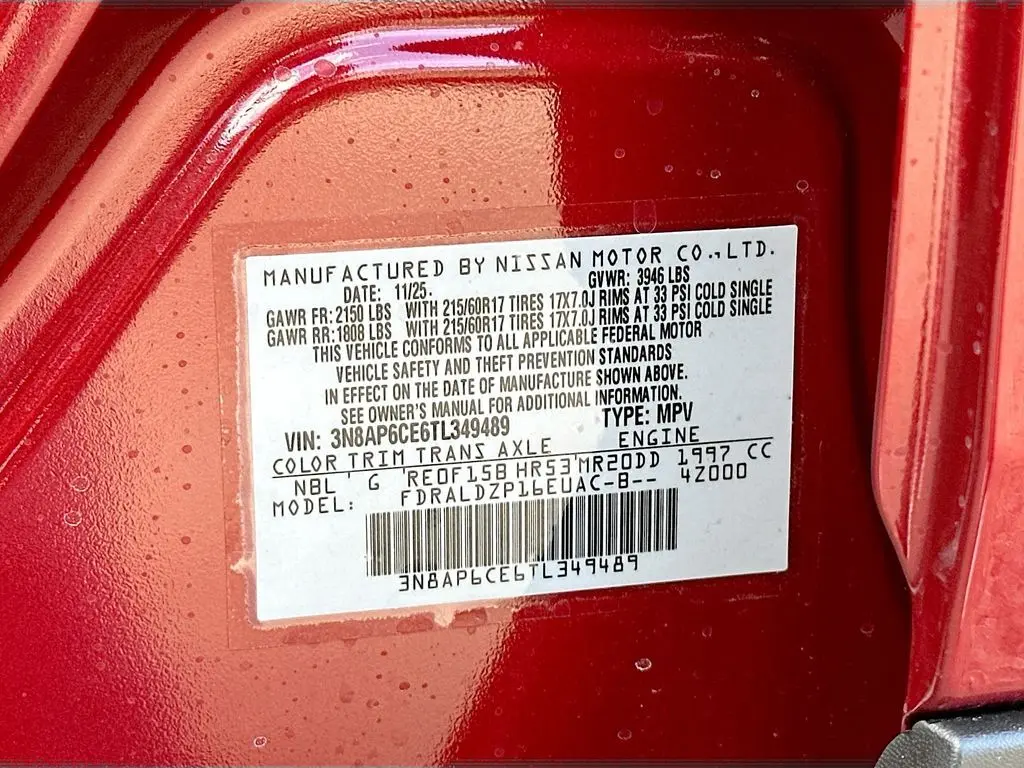 MANUFACTURED BY NISSAN MOTOR CO., LTD.
DATE: 11/25. GVWR: 3946 LBS
GAWR FR: 2150 LBS WITH 215/60R17 TIRES 17X7.0J RIMS AT 33 PSI COLD SINGLE
GAWR RR: 1808 LBS WITH 215/60R17 TIRES 17X7.0J RIMS AT 33 PSI COLD SINGLE
THIS VEHICLE CONFORMS TO ALL APPLICABLE FEDERAL MOTOR
VEHICLE SAFETY AND THEFT PREVENTION STANDARDS
IN EFFECT ON THE DATE OF MANUFACTURE SHOWN ABOVE.
SEE OWNER'S MANUAL FOR ADDITIONAL INFORMATION.
VIN: 3N8AP6CE6TL349489 TYPE: MPV
COLOR TRIM TRANS AXLE ENGINE
NBL G RE0F15B HR53 MR20DD 1997 CC
MODEL: FDRALDZP16EUAC-B-- 4Z000
3N8AP6CE6TL349489